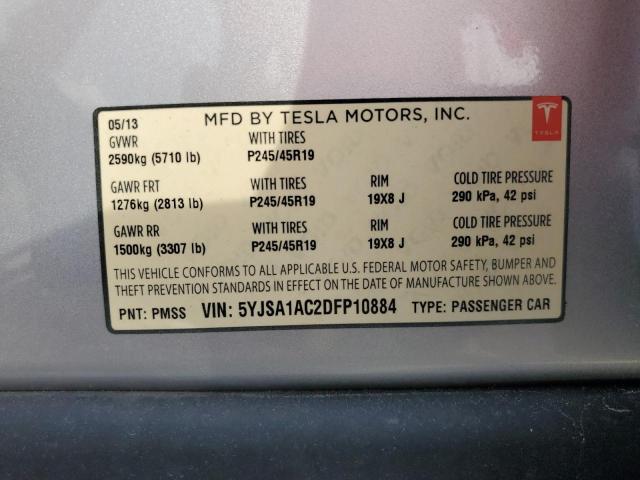 05/13 MFD BY TESLA MOTORS, INC.
TESLA
GVWR WITH TIRES
2590kg (5710 lb) P245/45R19
GAWR FRT WITH TIRES RIM COLD TIRE PRESSURE
1276kg (2813 lb) P245/45R19 19X8 J 290 kPa, 42 psi
GAWR RR WITH TIRES RIM COLD TIRE PRESSURE
1500kg (3307 lb) P245/45R19 19X8 J 290 kPa, 42 psi
THIS VEHICLE CONFORMS TO ALL APPLICABLE U.S. FEDERAL MOTOR SAFETY, BUMPER AND
THEFT PREVENTION STANDARDS IN EFFECT ON THE DATE OF MANUFACTURE SHOWN ABOVE.
PNT: PMSS VIN: 5YJSA1AC2DFP10884 TYPE: PASSENGER CAR